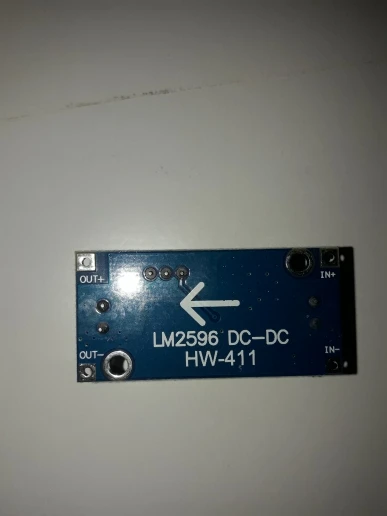 OUT+
IN+
LM2596 DC-DC
HW-411
OUT-
IN-